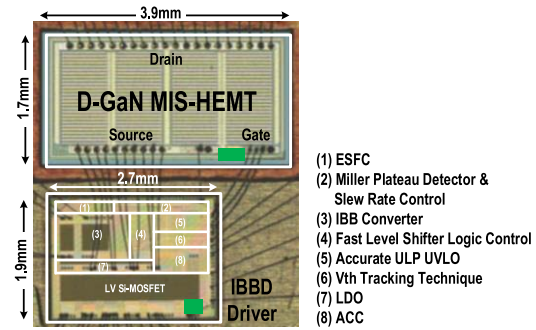 3.9mm
1.7mm
Drain
D-GaN MIS-HEMT
Source
Gate
2.7mm
1.9mm
(1)
(2)
(3)
(4)
(5)
(6)
(7)
(8)
LV Si-MOSFET
IBBD
Driver
(1) ESFC
(2) Miller Plateau Detector &
Slew Rate Control
(3) IBB Converter
(4) Fast Level Shifter Logic Control
(5) Accurate ULP UVLO
(6) Vth Tracking Technique
(7) LDO
(8) ACC